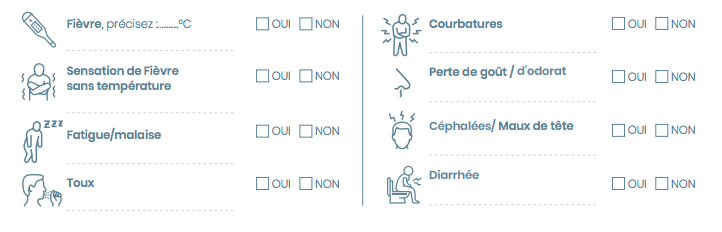 Fièvre, précisez :..........°C OUI NON
Sensation de Fièvre
sans température OUI NON
zzz
Fatigue/malaise OUI NON
Toux OUI NON
Courbatures OUI NON
Perte de goût / d'odorat OUI NON
Céphalées/ Maux de tête OUI NON
Diarrhée OUI NON